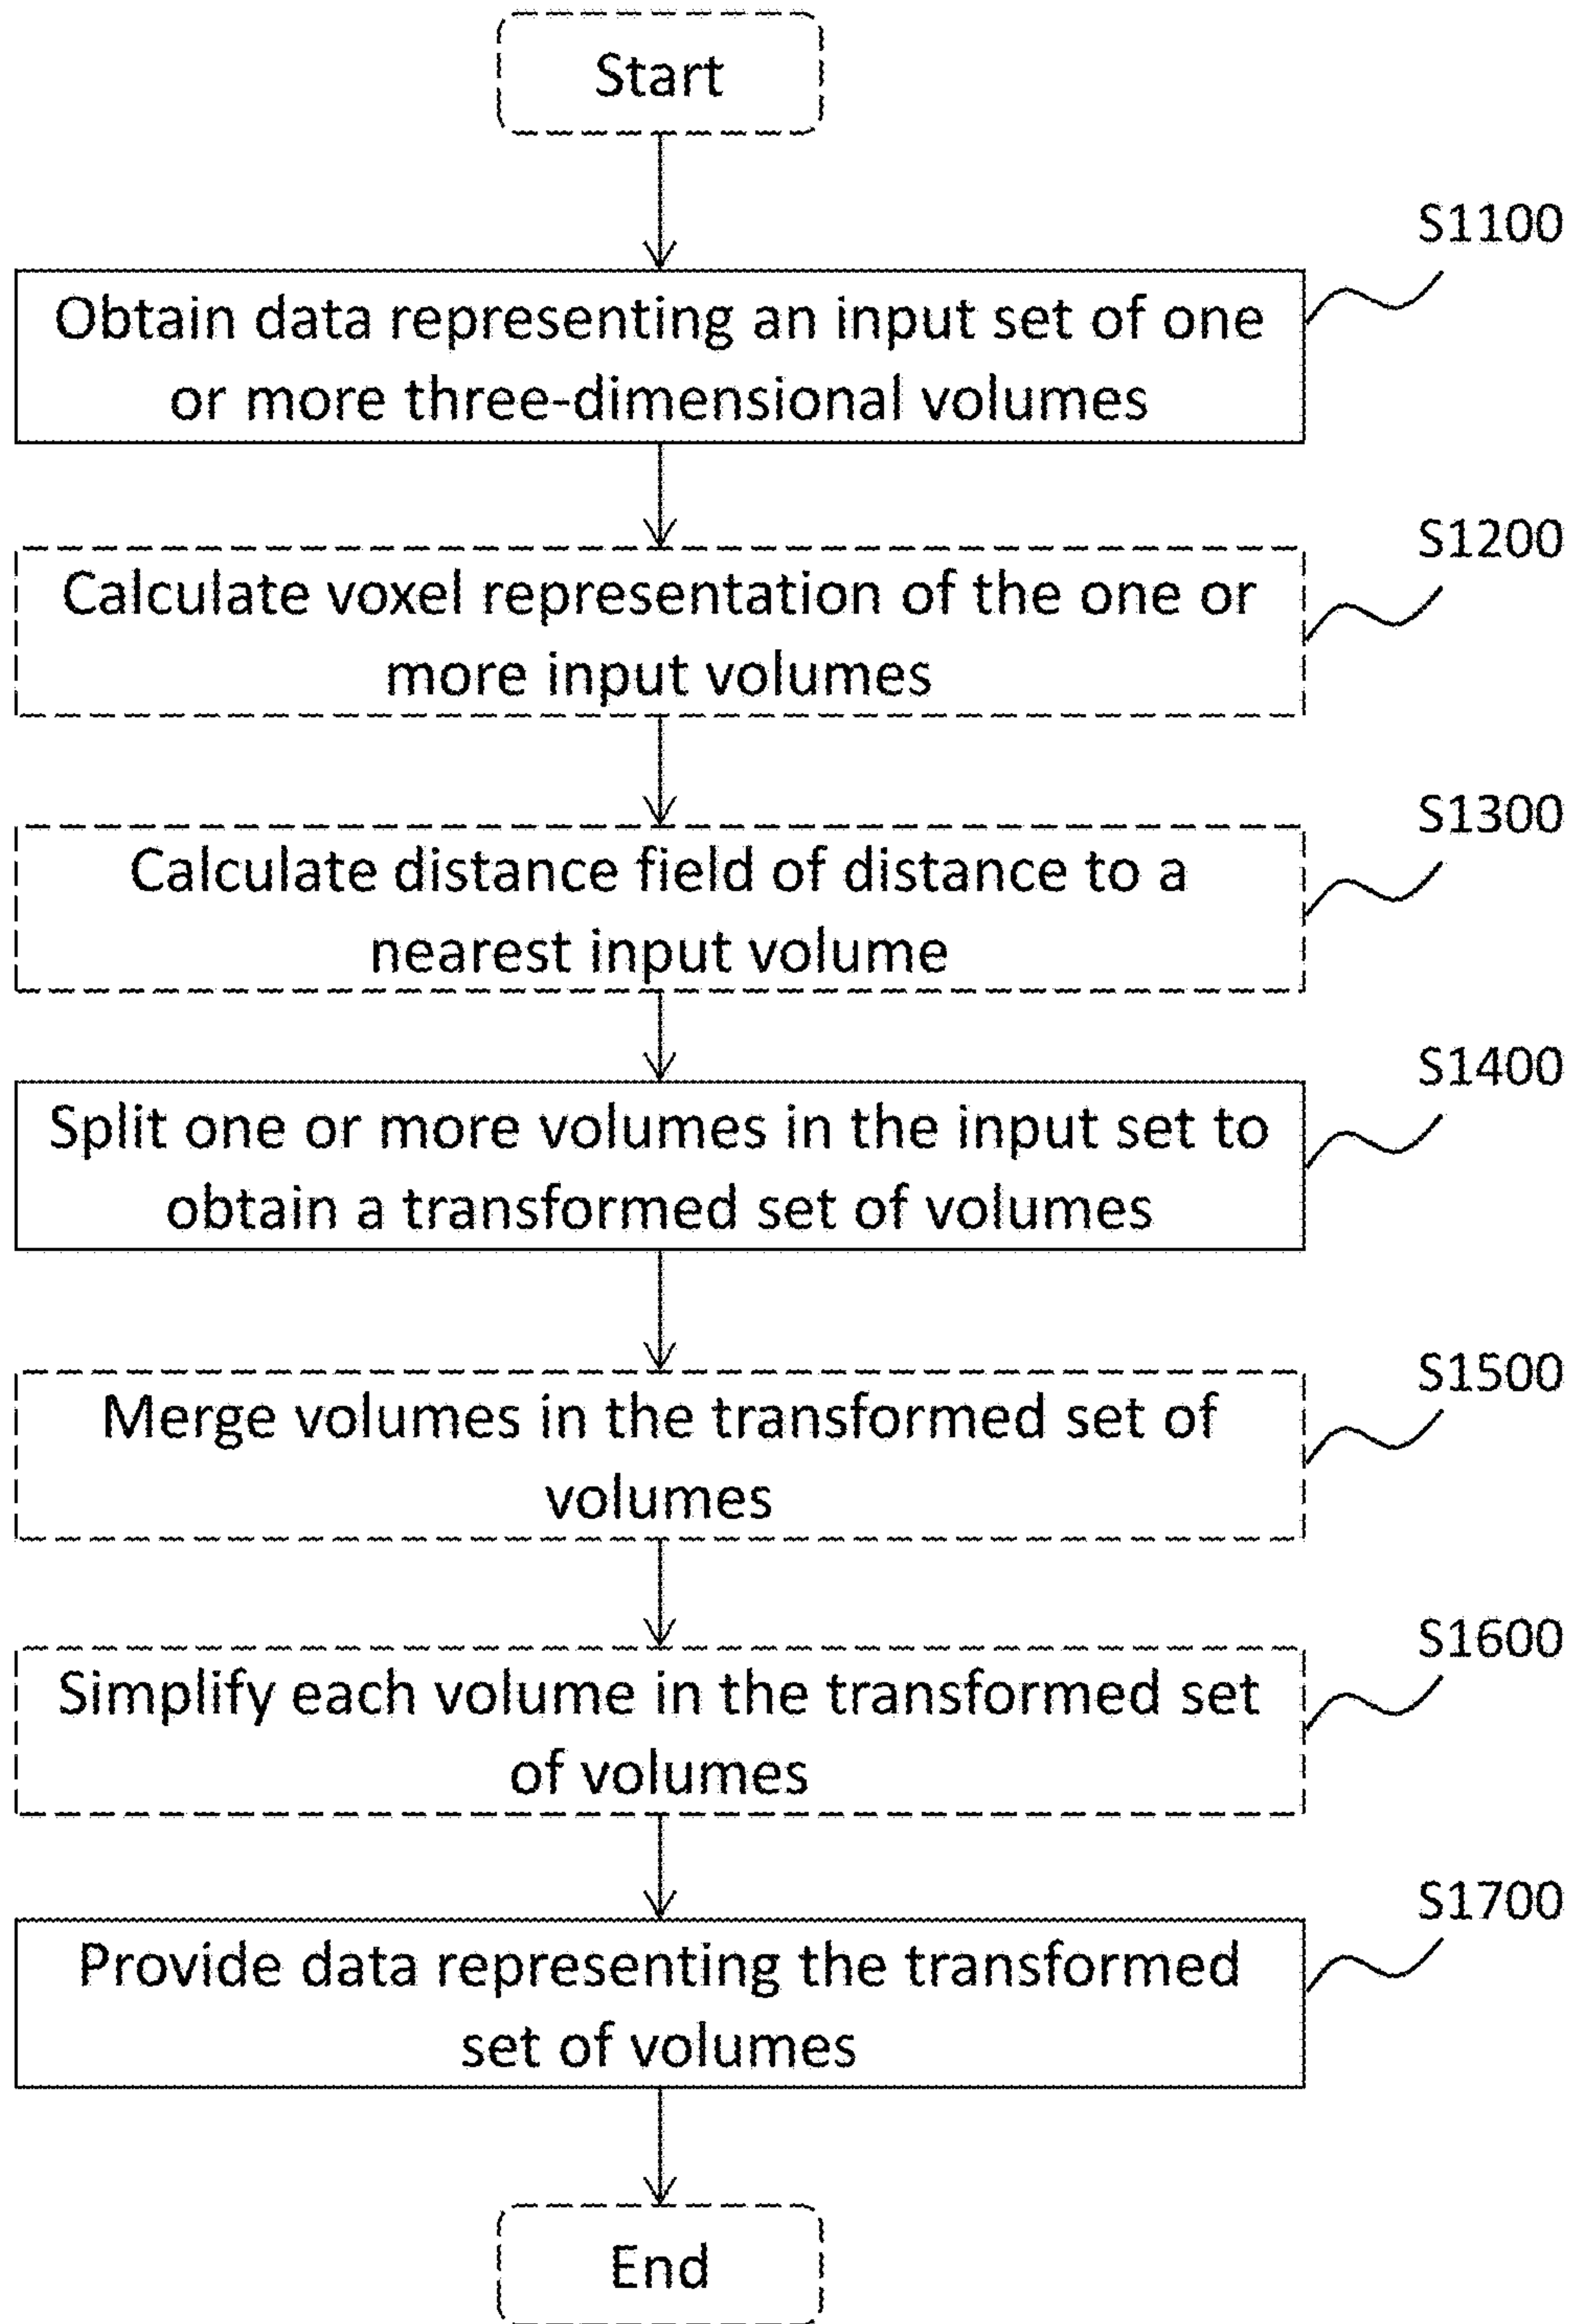 Start
S1100
Obtain data representing an input set of one
or more three-dimensional volumes
S1200
Calculate voxel representation of the one or
more input volumes
S1300
Calculate distance field of distance to a
nearest input volume
S1400
Split one or more volumes in the input set to
obtain a transformed set of volumes
S1500
Merge volumes in the transformed set of
volumes
S1600
Simplify each volume in the transformed set
of volumes
S1700
Provide data representing the transformed
set of volumes
End